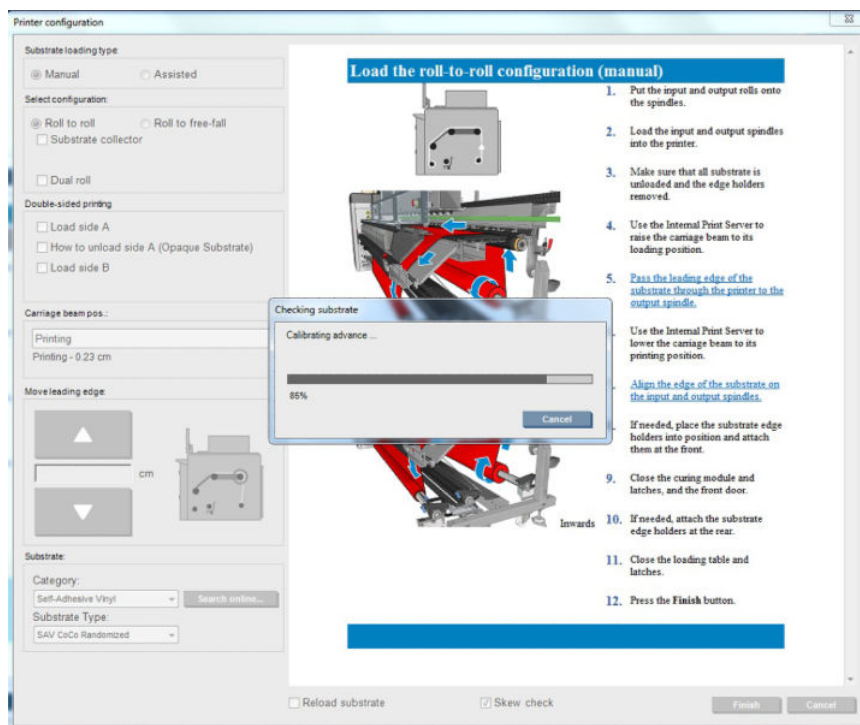 Printer configuration
Substrate loading type:
Manual
Assisted
Select configuration:
Roll to roll
Roll to free-fall
Substrate collector
Dual roll
Double-sided printing
Load side A
How to unload side A (Opaque Substrate)
Load side B
Carriage beam pos.:
Printing
Printing - 0.23 cm
Move leading edge:
cm
Substrate:
Category:
Self-Adhesive Vinyl
Search online...
Substrate Type:
SAV CoCo Randomized
Load the roll-to-roll configuration (manual)
1. Put the input and output rolls onto
the spindles.
2. Load the input and output spindles
into the printer.
3. Make sure that all substrate is
unloaded and the edge holders
removed.
4. Use the Internal Print Server to
raise the carriage beam to its
loading position.
5. Pass the leading edge of the
substrate through the printer to the
output spindle.
Use the Internal Print Server to
lower the carriage beam to its
printing position.
Align the edge of the substrate on
the input and output spindles.
If needed, place the substrate edge
holders into position and attach
them at the front.
9. Close the curing module and
latches, and the front door.
Inwards
10. If needed, attach the substrate
edge holders at the rear.
11. Close the loading table and
latches.
12. Press the Finish button.
Checking substrate
Calibrating advance ...
85%
Cancel
Reload substrate
Skew check
Finish
Cancel